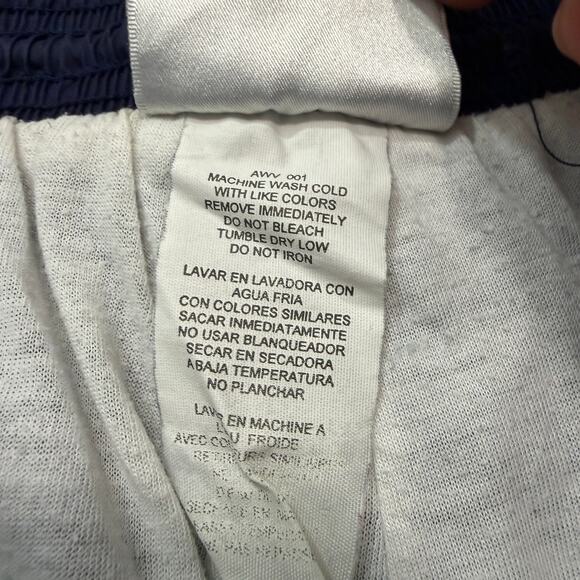 AWV 001
MACHINE WASH COLD
WITH LIKE COLORS
REMOVE IMMEDIATELY
DO NOT BLEACH
TUMBLE DRY LOW
DO NOT IRON
LAVAR EN LAVADORA CON
AGUA FRIA
CON COLORES SIMILARES
SACAR INMEDIATAMENTE
NO USAR BLANQUEADOR
SECAR EN SECADORA
ABAJA TEMPERATURA
NO PLANCHAR
EN MACHINE A
FROIDE
AVEC